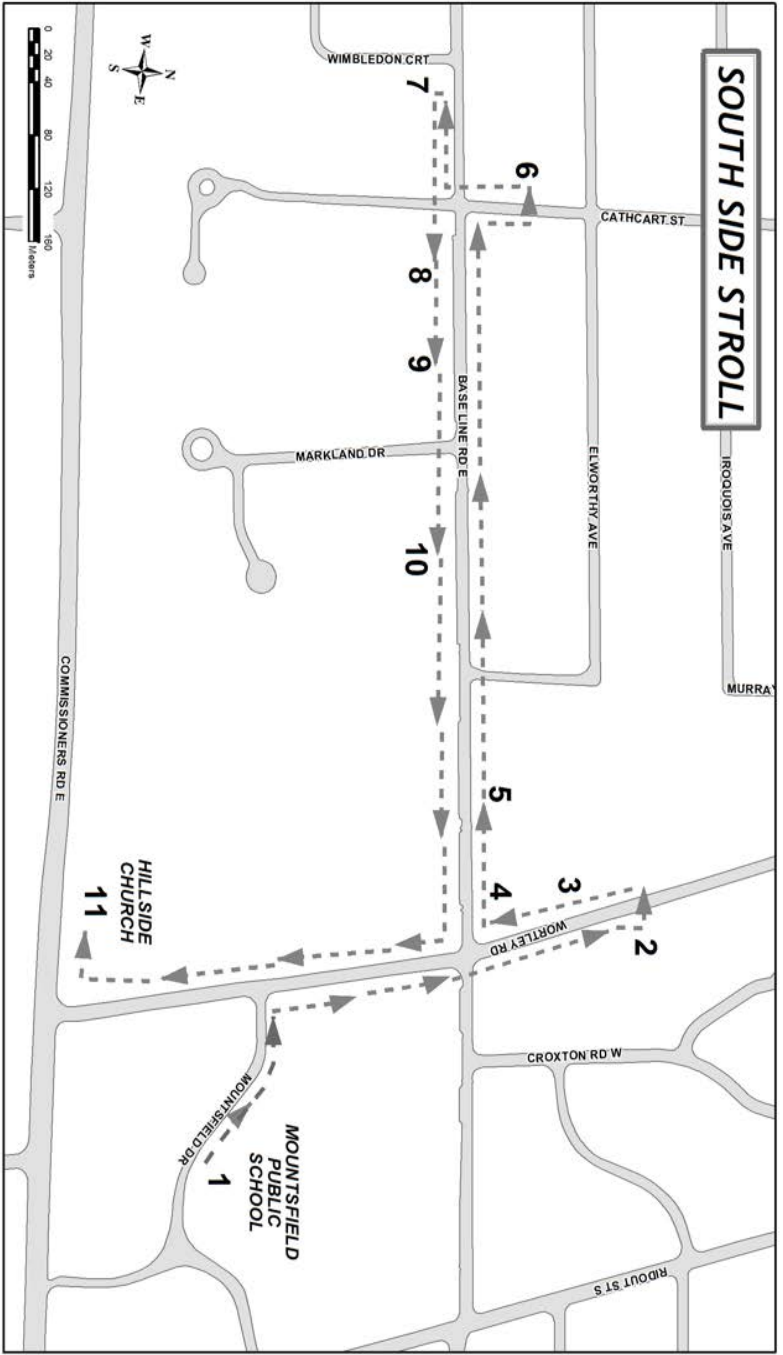 SOUTH SIDE STROLL
WIMBLEDON CRT
CATHCART ST
IROQUOIS AVE
ELWORTHY AVE
BASE LINE RD E
MARKLAND DR
MURRAY
COMMISSIONERS RD E
WORTLEY RD
CROXTON RD W
MOUNTSFIELD DR
RIDOUT ST S
HILLSIDE
CHURCH
MOUNTSFIELD
PUBLIC
SCHOOL
1
2
3
4
5
6
7
8
9
10
11
N
E
S
W
0 20 40 80 120 160
Meters